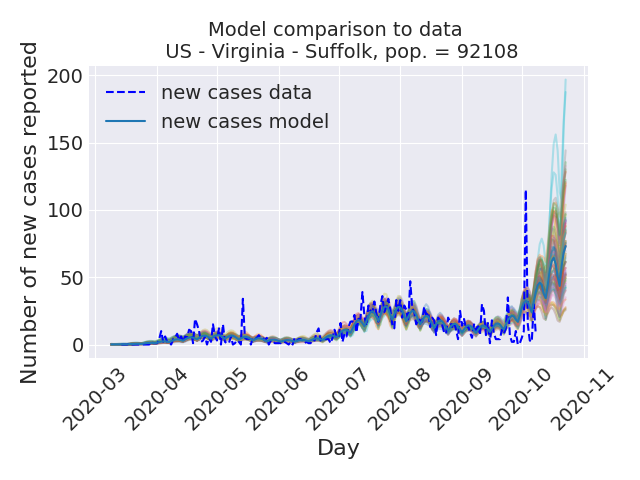 Model comparison to data
US - Virginia - Suffolk, pop. = 92108
Number of new cases reported
200
150
100
50
0
new cases data
new cases model
2020-03
2020-04
2020-05
2020-06
2020-07
2020-08
2020-09
2020-10
2020-11
Day